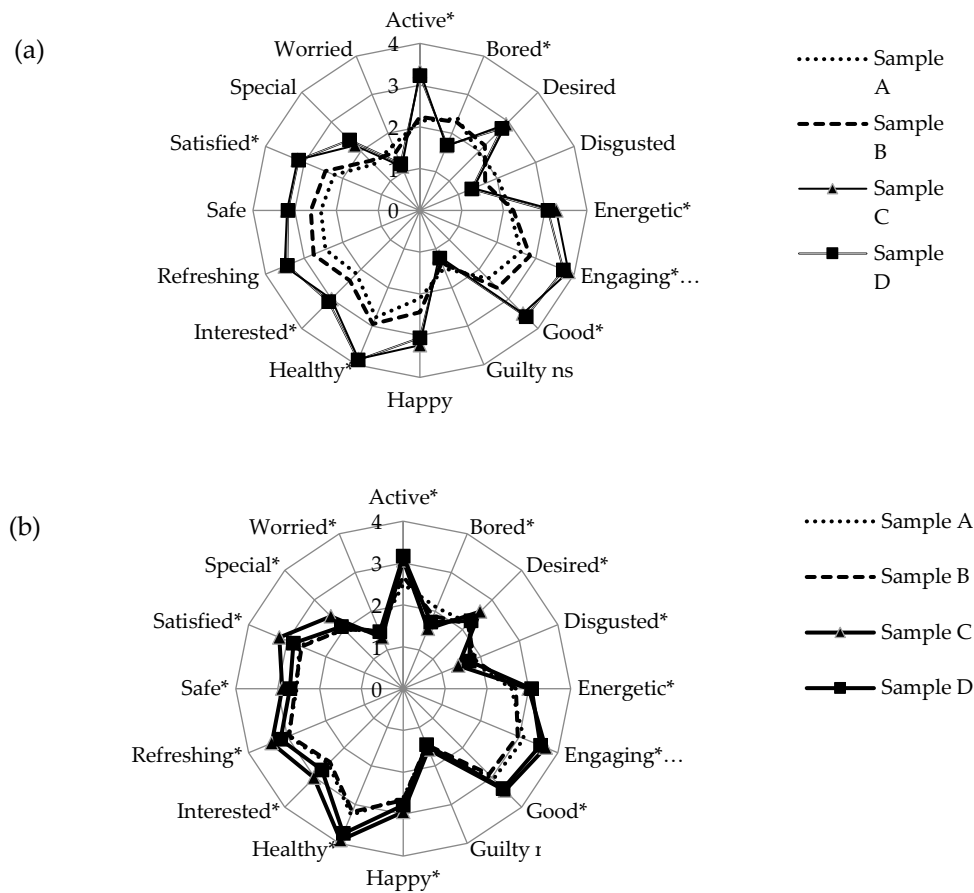 (a)
Active*
Bored*
Desired
Disgusted
Energetic*
Engaging*...
Good*
Guilty ns
Happy
Healthy*
Interested*
Refreshing
Safe
Satisfied*
Special
Worried
4
3
2
1
0
Sample
A
Sample
B
Sample
C
Sample
D
(b)
Active*
Bored*
Desired*
Disgusted*
Energetic*
Engaging*...
Good*
Guilty
Happy*
Healthy*
Interested*
Refreshing*
Safe*
Satisfied*
Special*
Worried*
4
3
2
1
0
Sample A
Sample B
Sample C
Sample D